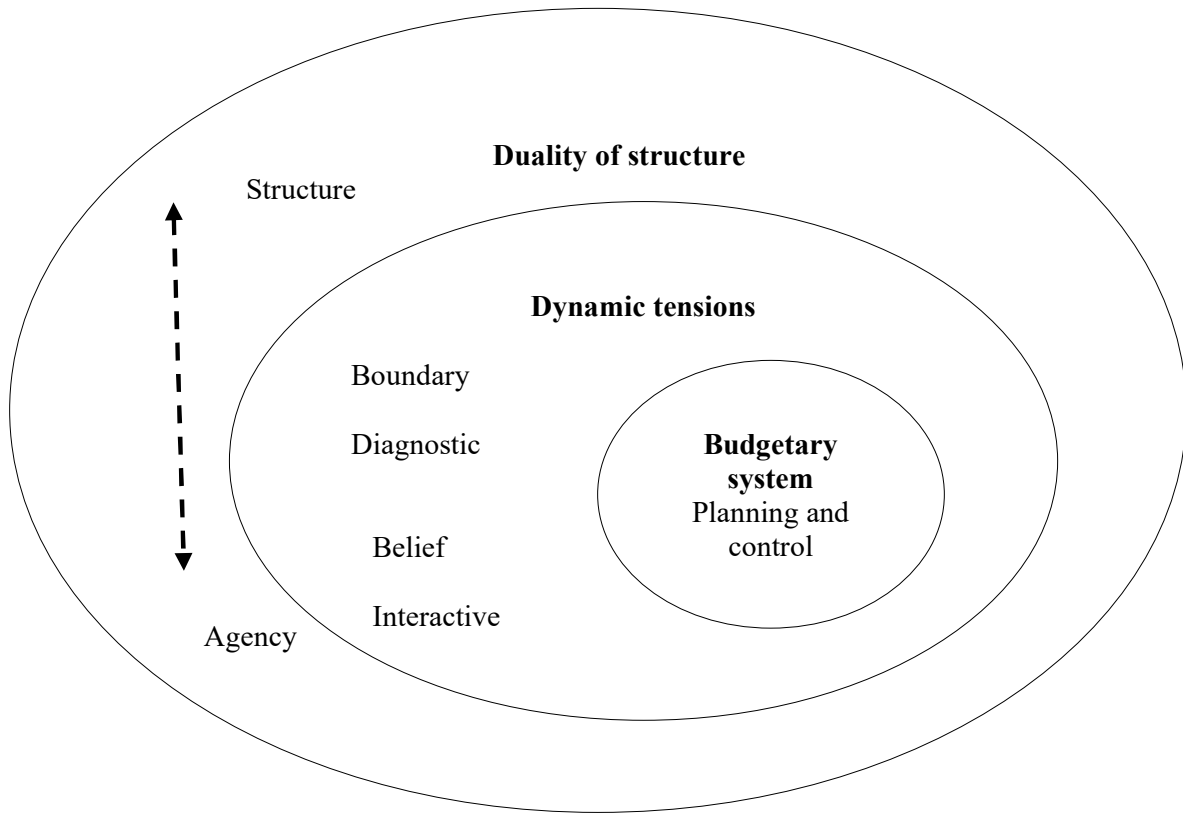 Duality of structure
Structure
Dynamic tensions
Boundary
Diagnostic
Budgetary
system
Planning and
control
Belief
Interactive
Agency